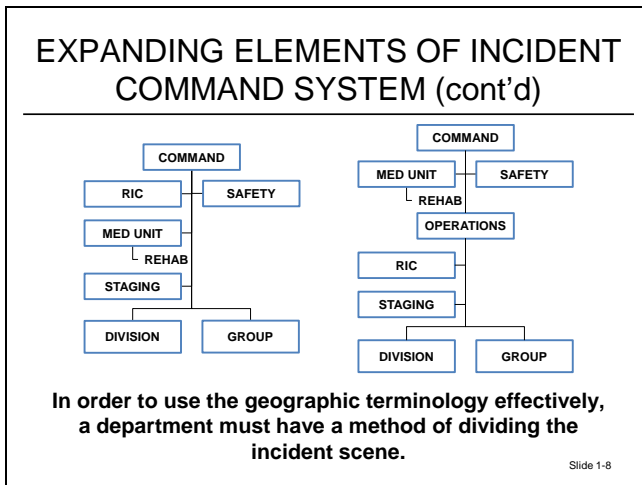 EXPANDING ELEMENTS OF INCIDENT
COMMAND SYSTEM (cont'd)
COMMAND
RIC
SAFETY
MED UNIT
REHAB
STAGING
DIVISION
GROUP
COMMAND
MED UNIT
SAFETY
REHAB
OPERATIONS
RIC
STAGING
DIVISION
GROUP
In order to use the geographic terminology effectively,
a department must have a method of dividing the
incident scene.
Slide 1-8